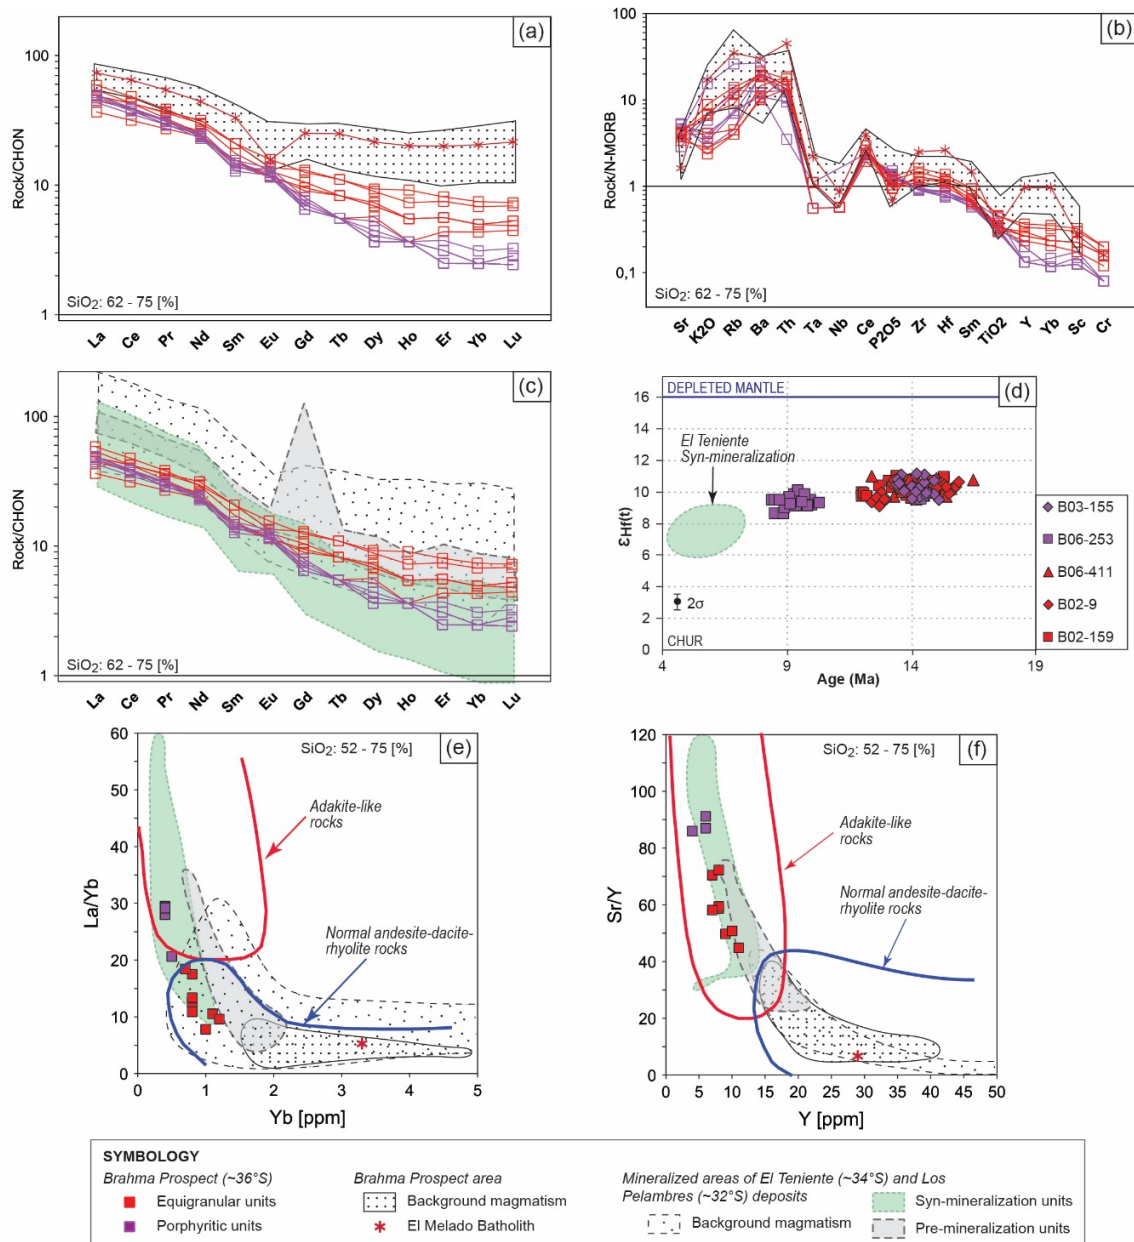 (a)
Rock/CHON
100
10
1
SiO2: 62 - 75 [%]
La Ce Pr Nd Sm Eu Gd Tb Dy Ho Er Yb Lu
(b)
Rock/N-MORB
100
10
1
0,1
SiO2: 62 - 75 [%]
Sr K2O Rb Ba Th Ta Nb Ce P2O5 Zr Hf Sm TiO2 Y Yb Sc Cr
(c)
Rock/CHON
100
10
1
SiO2: 62 - 75 [%]
La Ce Pr Nd Sm Eu Gd Tb Dy Ho Er Yb Lu
(d)
DEPLETED MANTLE
εHf(t)
16
14
12
10
8
6
4
2
0
El Teniente
Syn-mineralization
2σ
CHUR
4 9 14 19
Age (Ma)
B03-155
B06-253
B06-411
B02-9
B02-159
(e)
SiO2: 52 - 75 [%]
La/Yb
60
50
40
30
20
10
0
Adakite-like
rocks
Normal andesite-dacite-
rhyolite rocks
0 1 2 3 4 5
Yb [ppm]
(f)
SiO2: 52 - 75 [%]
Sr/Y
120
100
80
60
40
20
0
Adakite-like
rocks
Normal andesite-dacite-
rhyolite rocks
0 5 10 15 20 25 30 35 40 45 50
Y [ppm]
SYMBOLOGY
Brahma Prospect (~36°S)
Equigranular units
Porphyritic units
Brahma Prospect area
Background magmatism
El Melado Batholith
Mineralized areas of El Teniente (~34°S) and Los
Pelambres (~32°S) deposits
Background magmatism
Syn-mineralization units
Pre-mineralization units